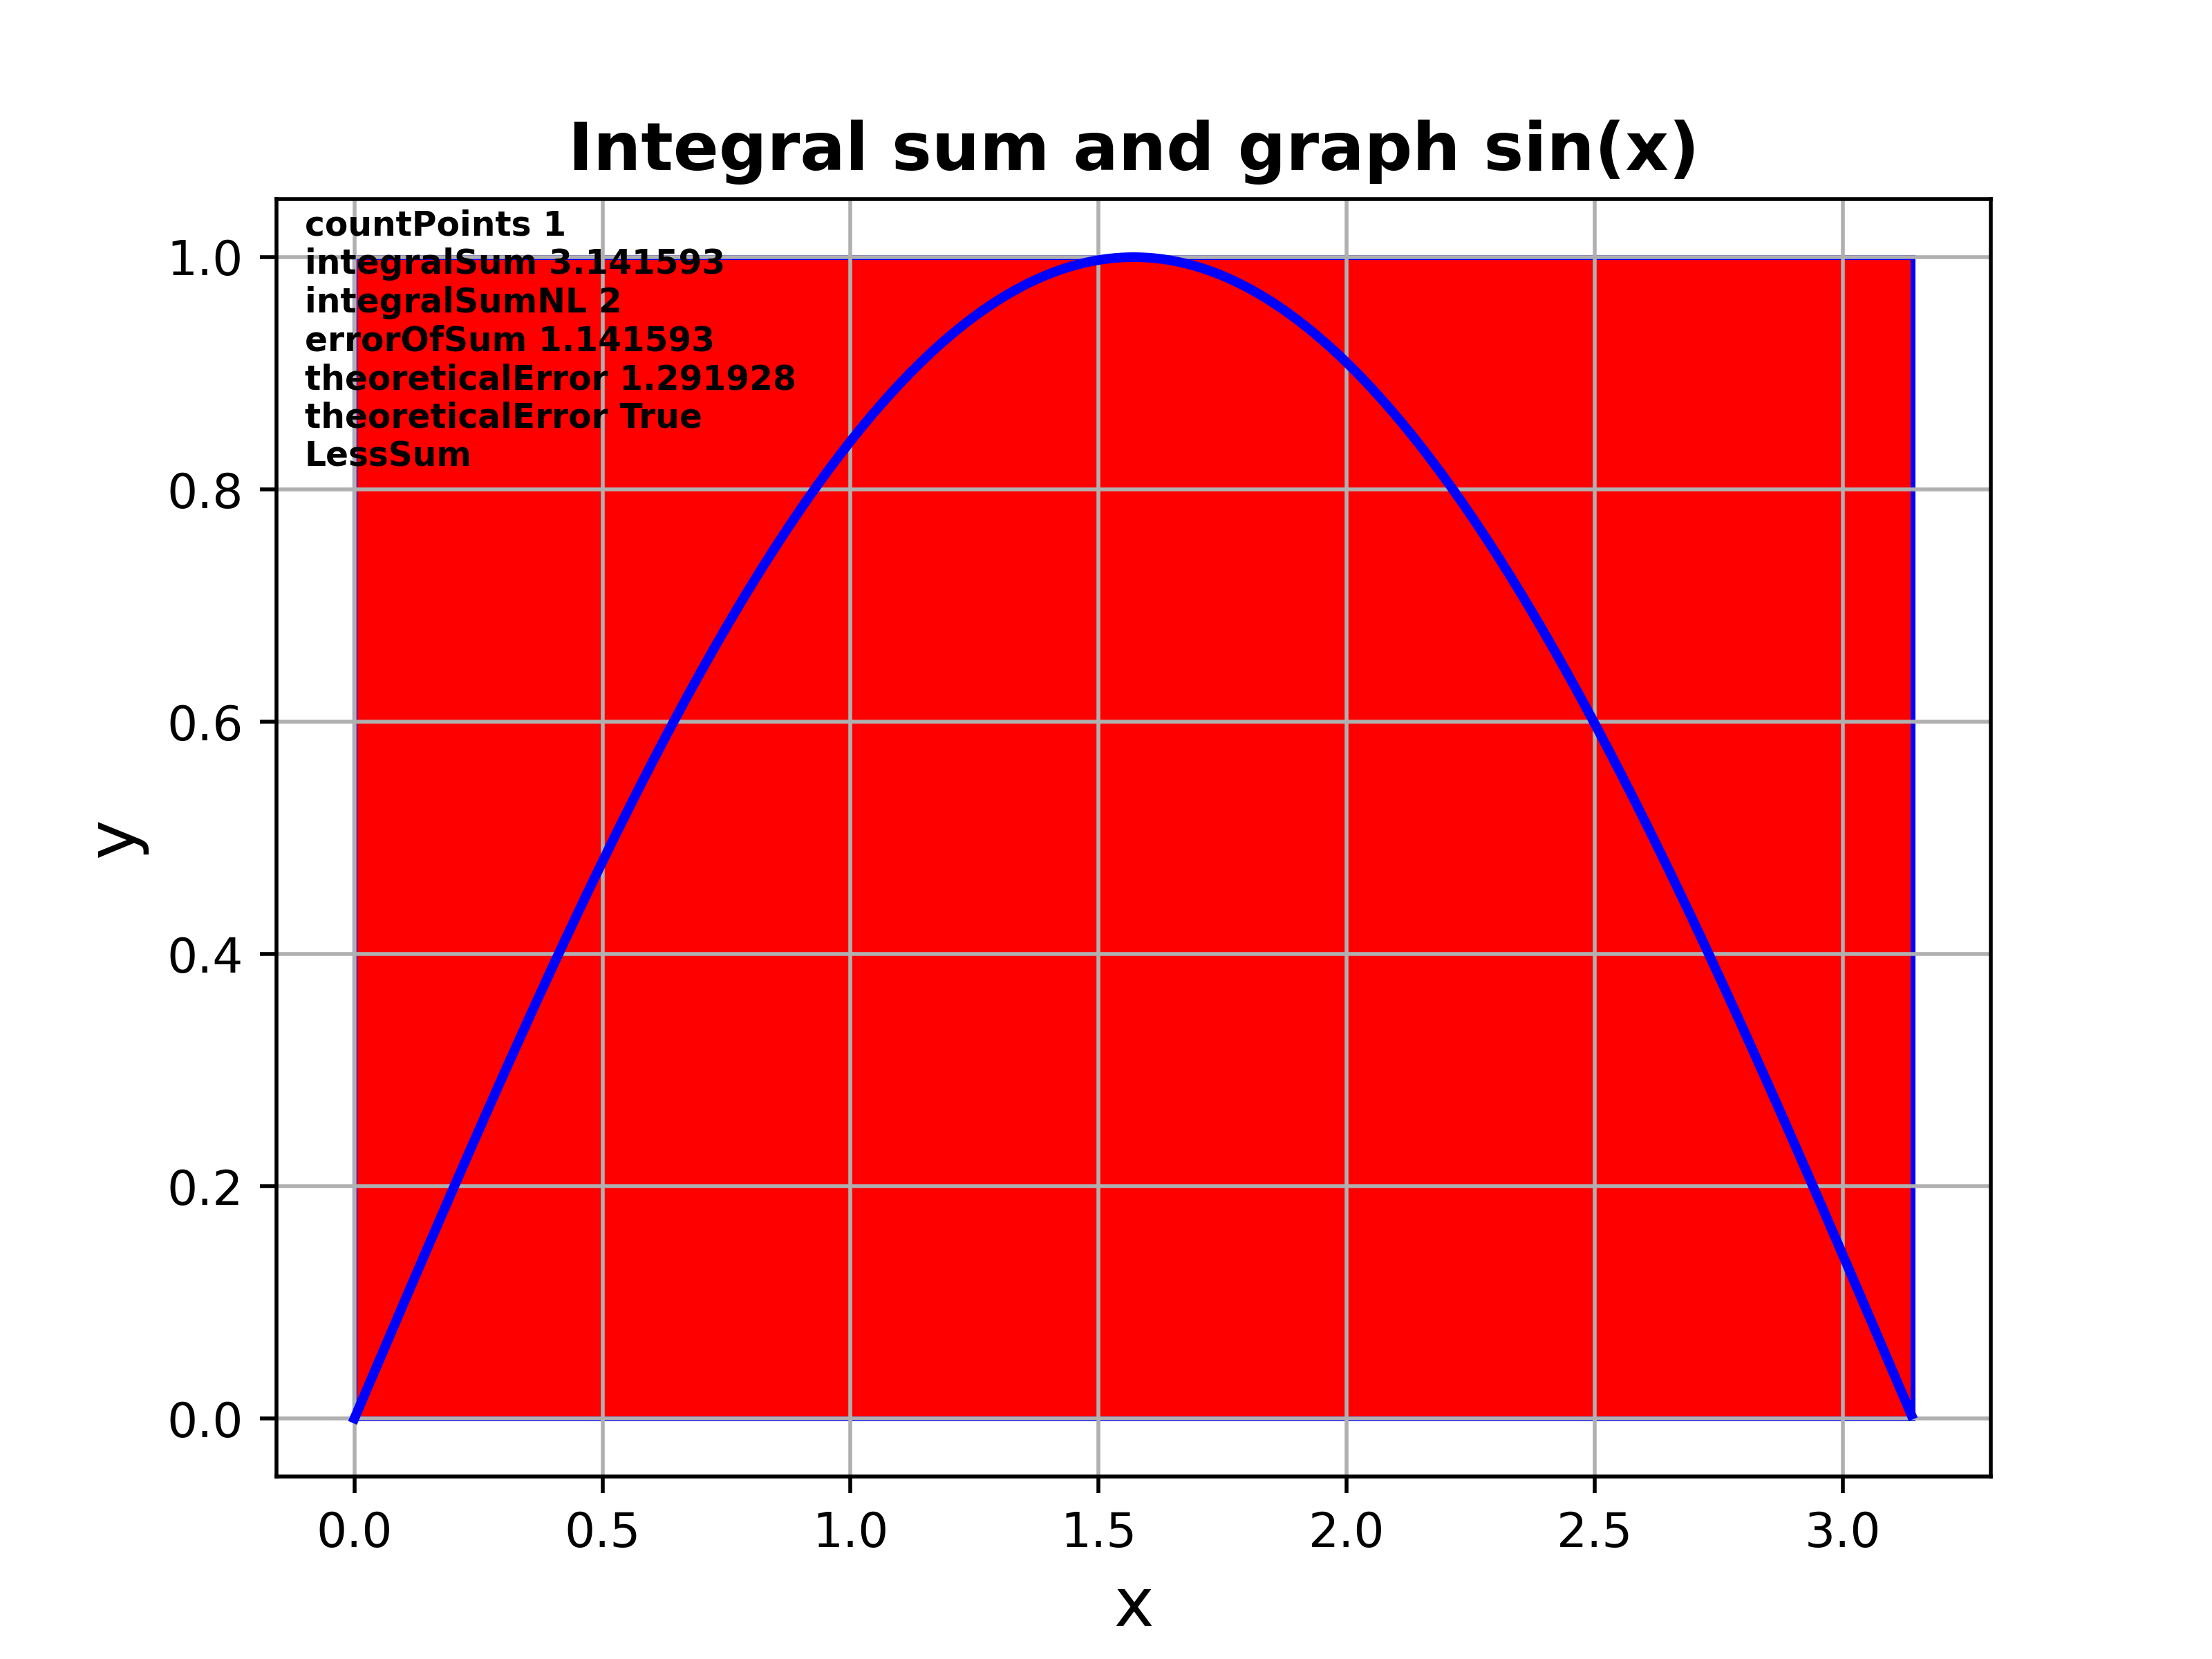 Integral sum and graph sin(x)
countPoints 1
integralSum 3.141593
integralSumNL 2
errorOfSum 1.141593
theoreticalError 1.291928
theoreticalError True
LessSum
1.0
0.8
0.6
0.4
0.2
0.0
y
0.0 0.5 1.0 1.5 2.0 2.5 3.0
x